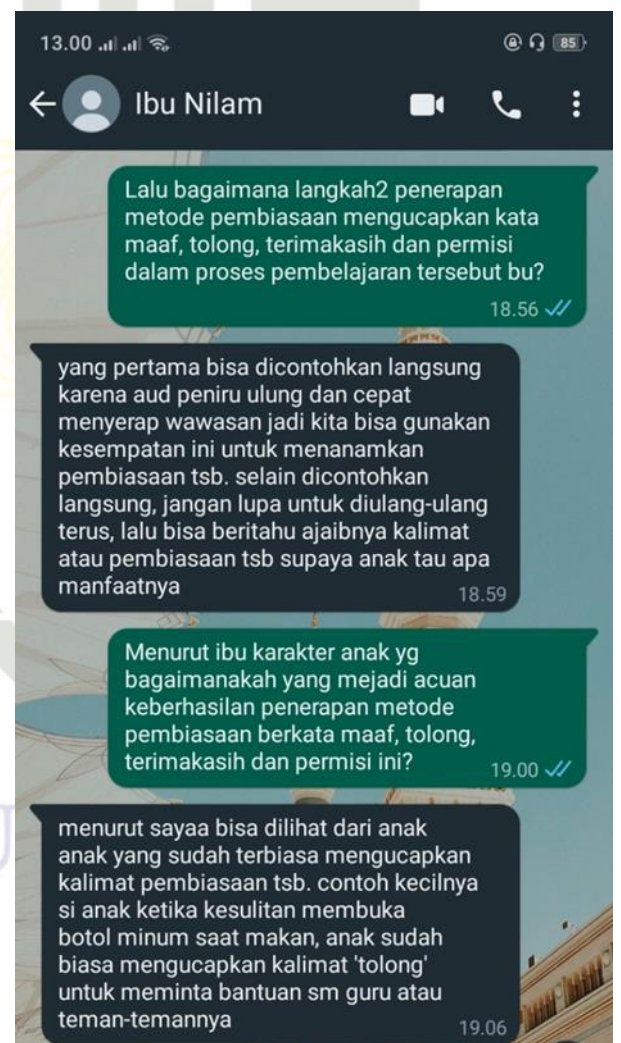 13.00
85
Ibu Nilam
Lalu bagaimana langkah2 penerapan
metode pembiasaan mengucapkan kata
maaf, tolong, terimakasih dan permisi
dalam proses pembelajaran tersebut bu?
18.56
yang pertama bisa dicontohkan langsung
karena aud peniru ulung dan cepat
menyerap wawasan jadi kita bisa gunakan
kesempatan ini untuk menanamkan
pembiasaan tsb. selain dicontohkan
langsung, jangan lupa untuk diulang-ulang
terus, lalu bisa beritahu ajaibnya kalimat
atau pembiasaan tsb supaya anak tau apa
manfaatnya
18.59
Menurut ibu karakter anak yg
bagaimanakah yang mejadi acuan
keberhasilan penerapan metode
pembiasaan berkata maaf, tolong,
terimakasih dan permisi ini?
19.00
menurut sayaa bisa dilihat dari anak
anak yang sudah terbiasa mengucapkan
kalimat pembiasaan tsb. contoh kecilnya
si anak ketika kesulitan membuka
botol minum saat makan, anak sudah
biasa mengucapkan kalimat 'tolong'
untuk meminta bantuan sm guru atau
teman-temannya
19.06